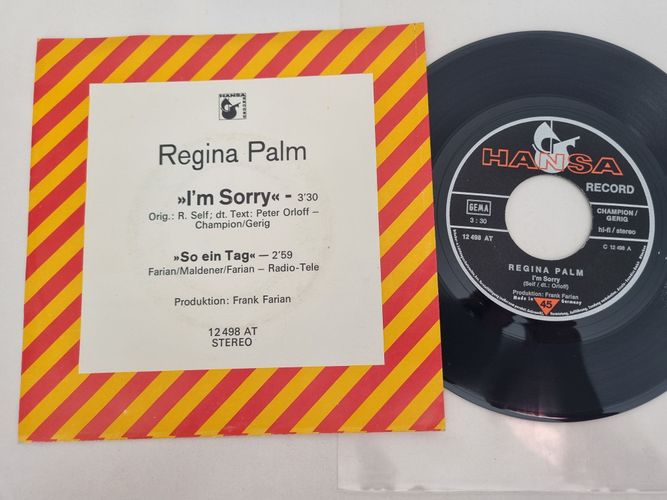 HANSA
RECORD
Regina Palm
»I'm Sorry« - 3'30
Orig.: R. Self; dt. Text: Peter Orloff –
Champion/Gerig
»So ein Tag« – 2'59
Farian/Maldener/Farian – Radio-Tele
Produktion: Frank Farian
12 498 AT
STEREO
HANSA
RECORD
GEMA
3 : 30
12 498 AT
CHAMPION/
GERIG
hi-fi / stereo
C 12 498 A
REGINA PALM
I'm Sorry
(Self / dt.: Orloff)
Produktion: Frank Farian
Made in Germany
45